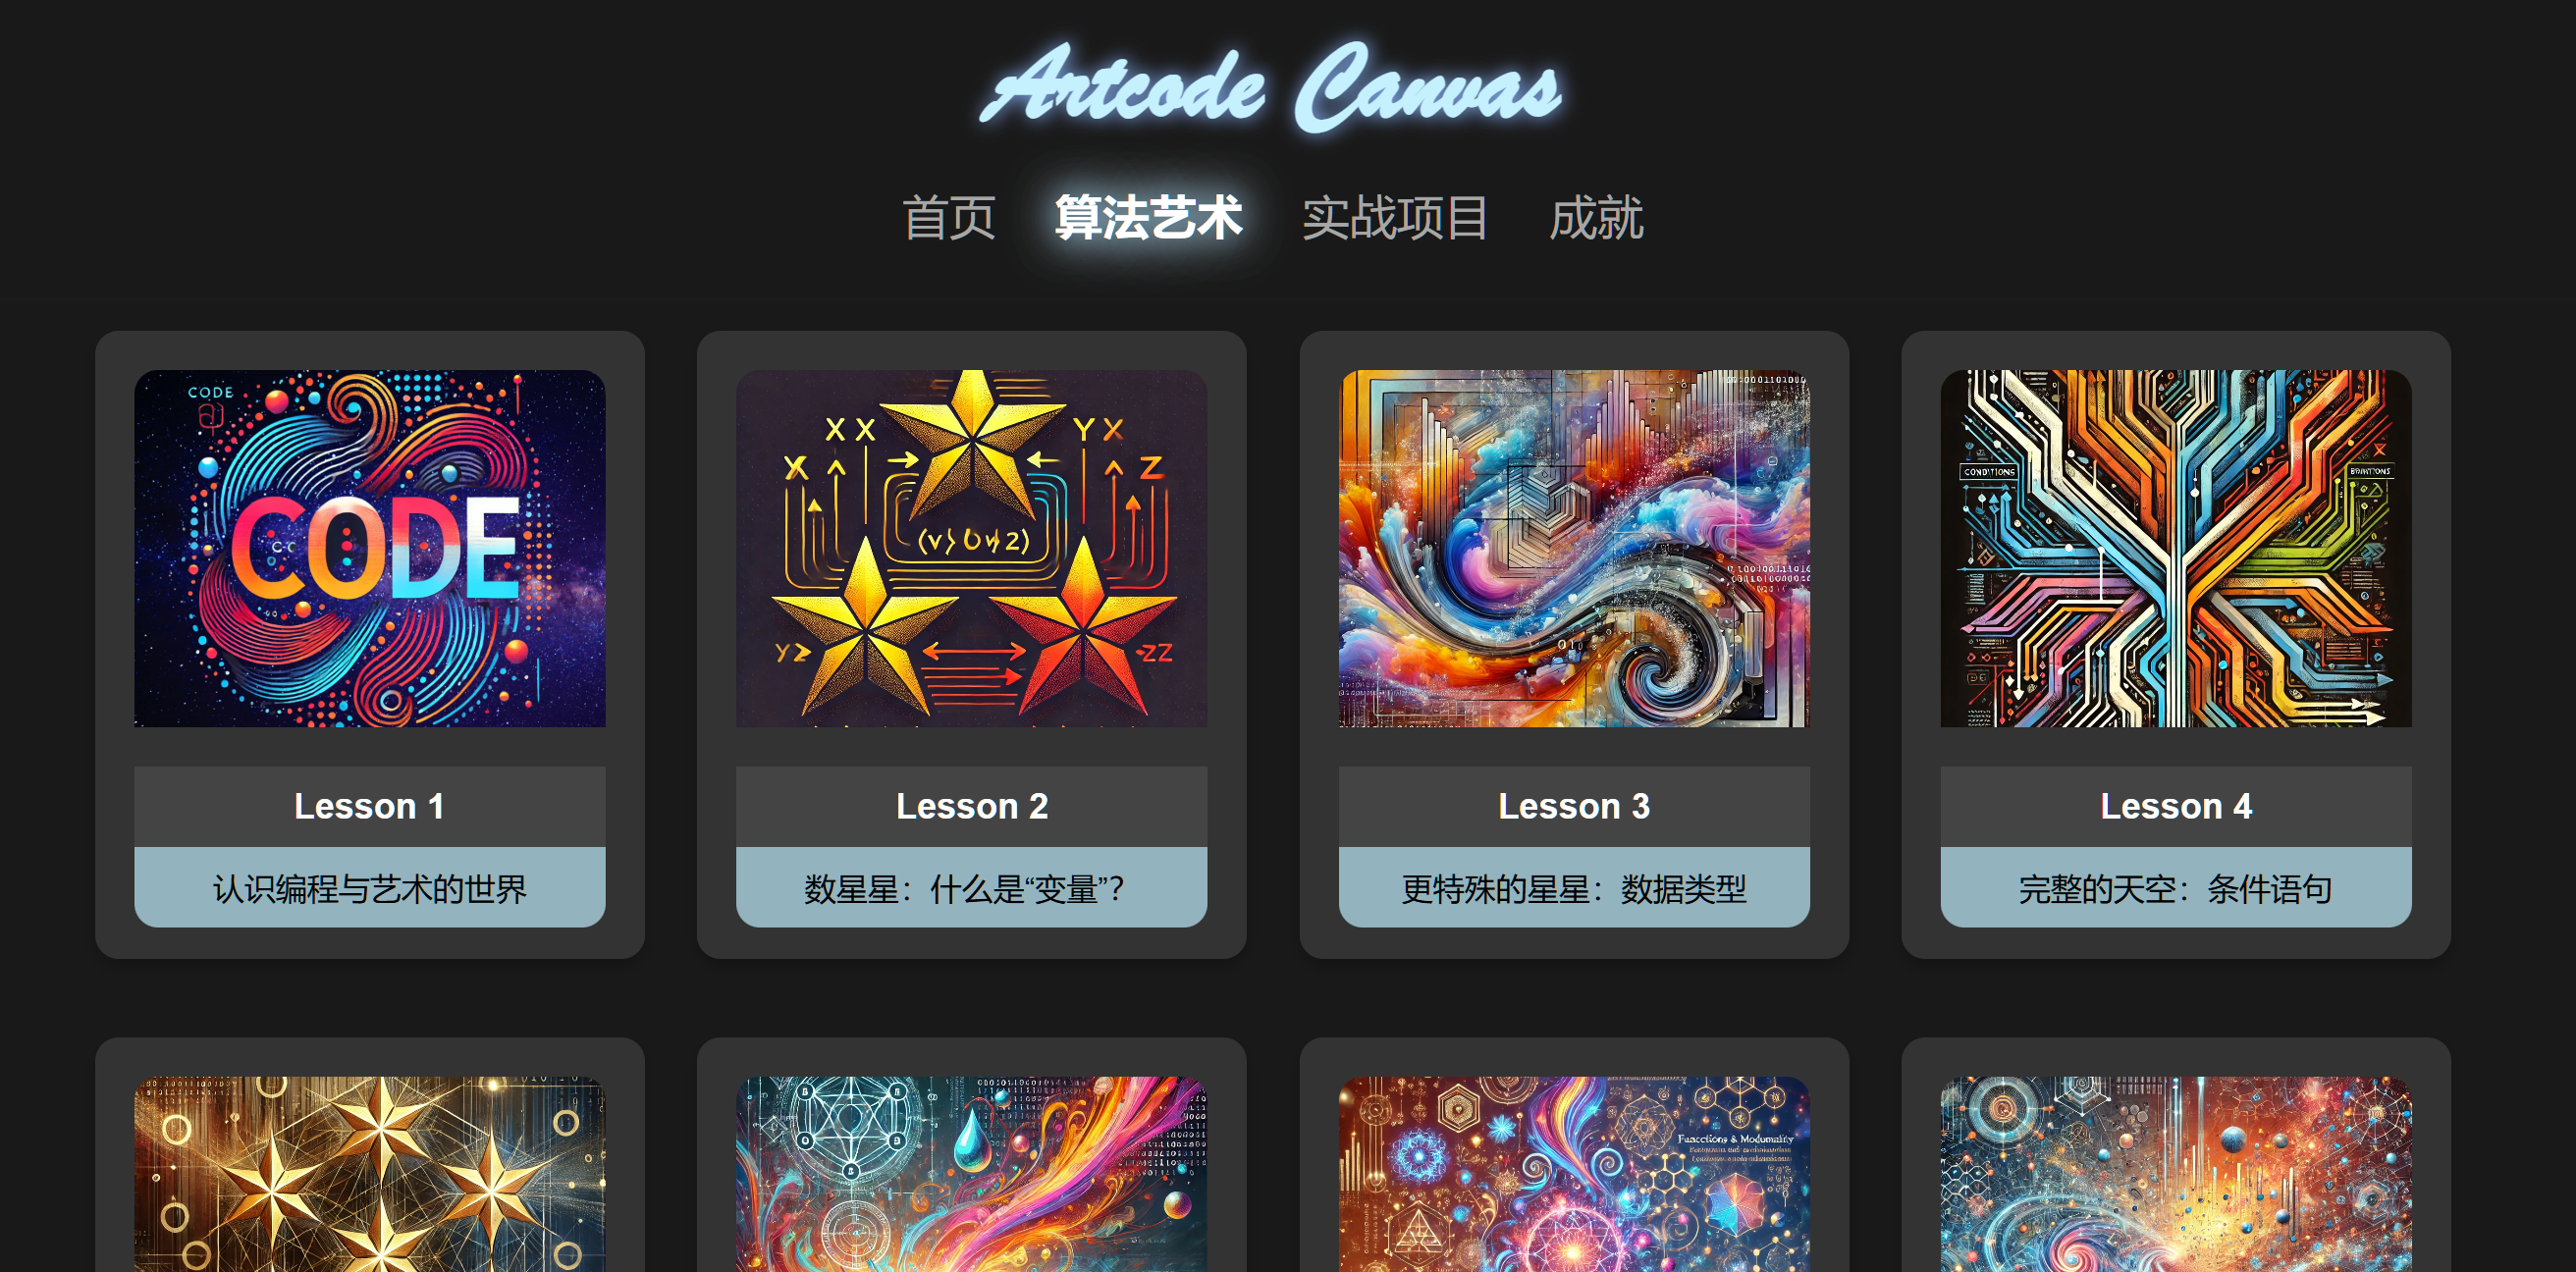 Artcode Canvas
首页 算法艺术 实战项目 成就
CODE
CODE
X X
Y X
X
Z
YZ
ZZ
CONDITIONS
Lesson 1
Lesson 2
Lesson 3
Lesson 4
认识编程与艺术的世界
数星星：什么是“变量”？
更特殊的星星：数据类型
完整的天空：条件语句